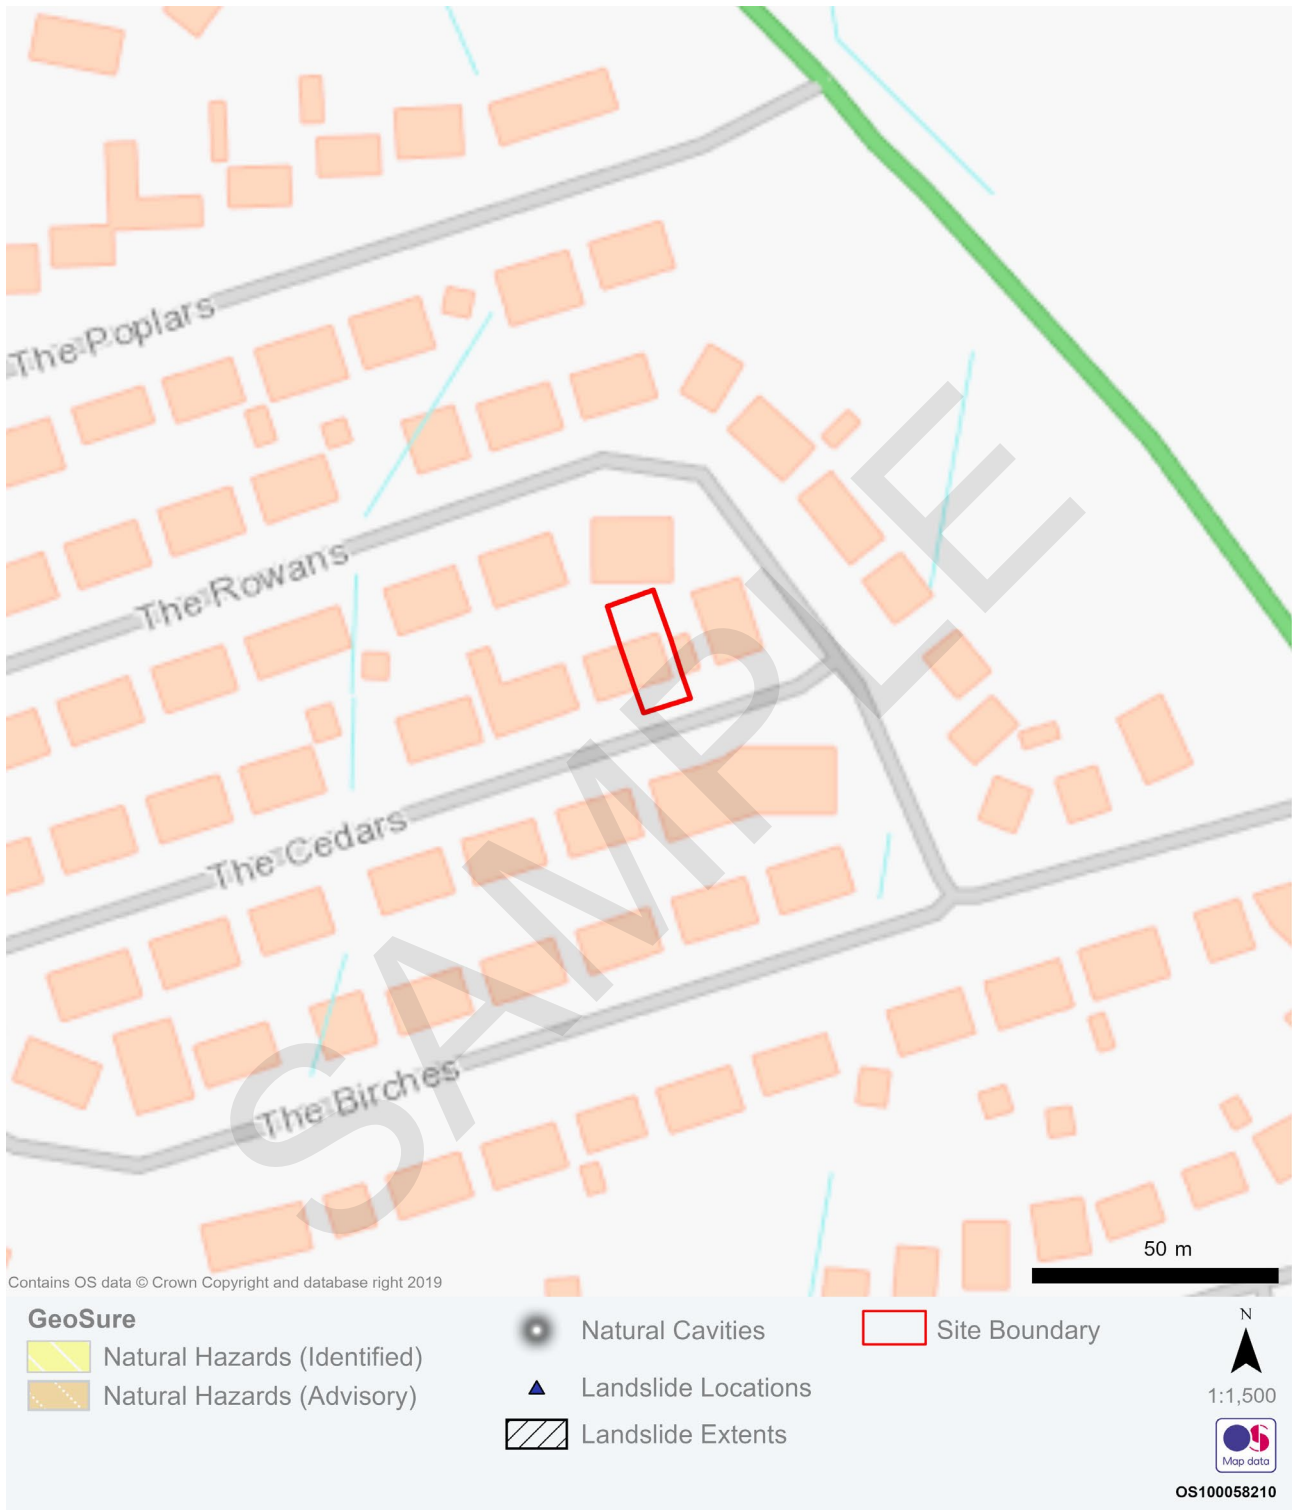 The Poplars
The Rowans
The Cedars
The Birches
SAMPLE
50 m
Contains OS data © Crown Copyright and database right 2019
GeoSure
Natural Hazards (Identified)
Natural Hazards (Advisory)
Natural Cavities
Landslide Locations
Landslide Extents
Site Boundary
N
1:1,500
OS
Map data
OS100058210